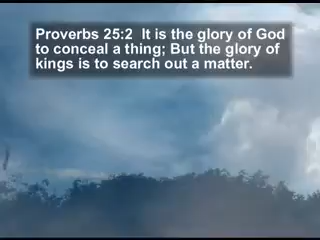 Proverbs 25:2  It is the glory of God
to conceal a thing; But the glory of
kings is to search out a matter.